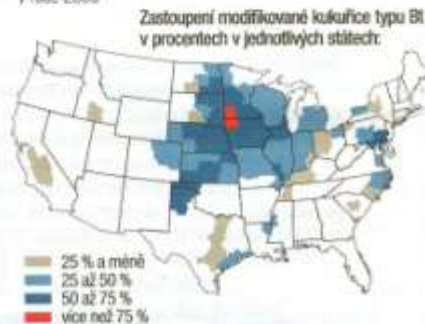 Zastoupení modifikované kukuřice typu Bt
v procentech v jednotlivých státech:
25 % a méně
25 až 50 %
50 až 75 %
více než 75 %